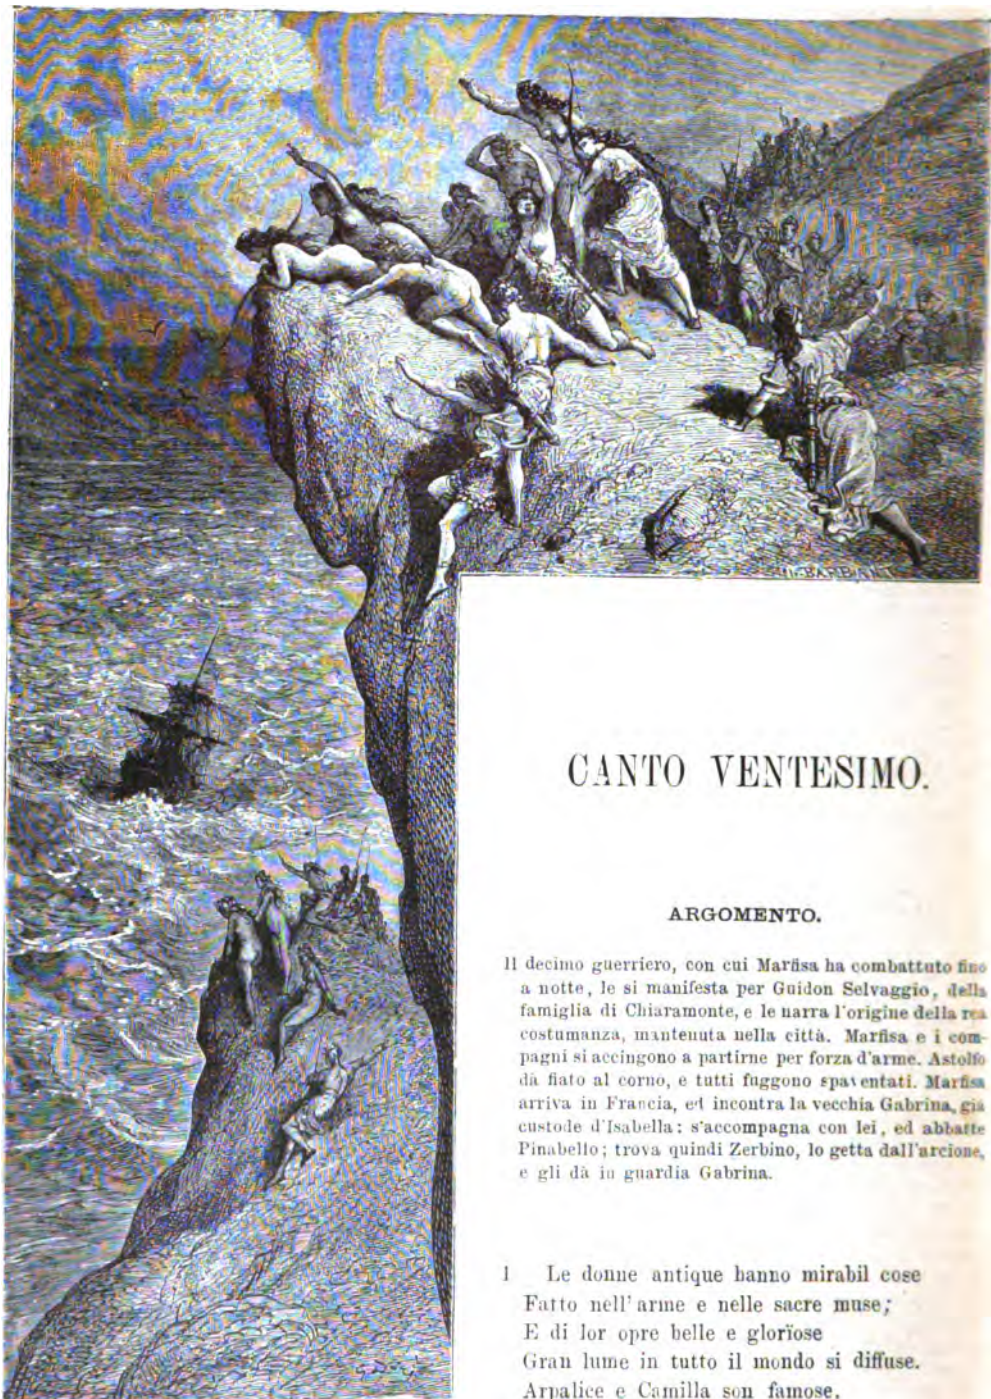 H. BARBANT
CANTO VENTESIMO.
ARGOMENTO.
Il decimo guerriero, con cui Marfisa ha combattuto fino
a notte, le si manifesta per Guidon Selvaggio, della
famiglia di Chiaramonte, e le narra l'origine della rea
costumanza, mantenuta nella città. Marfisa e i com-
pagni si accingono a partirne per forza d'arme. Astolfo
dà fiato al corno, e tutti fuggono spaventati. Marfisa
arriva in Francia, ed incontra la vecchia Gabrina, già
custode d'Isabella: s'accompagna con lei, ed abbatte
Pinabello; trova quindi Zerbino, lo getta dall'arcione,
e gli dà in guardia Gabrina.
1 Le donne antique hanno mirabil cose
Fatto nell'arme e nelle sacre muse;
E di lor opre belle e glorïose
Gran lume in tutto il mondo si diffuse.
Arpalice e Camilla son famose,